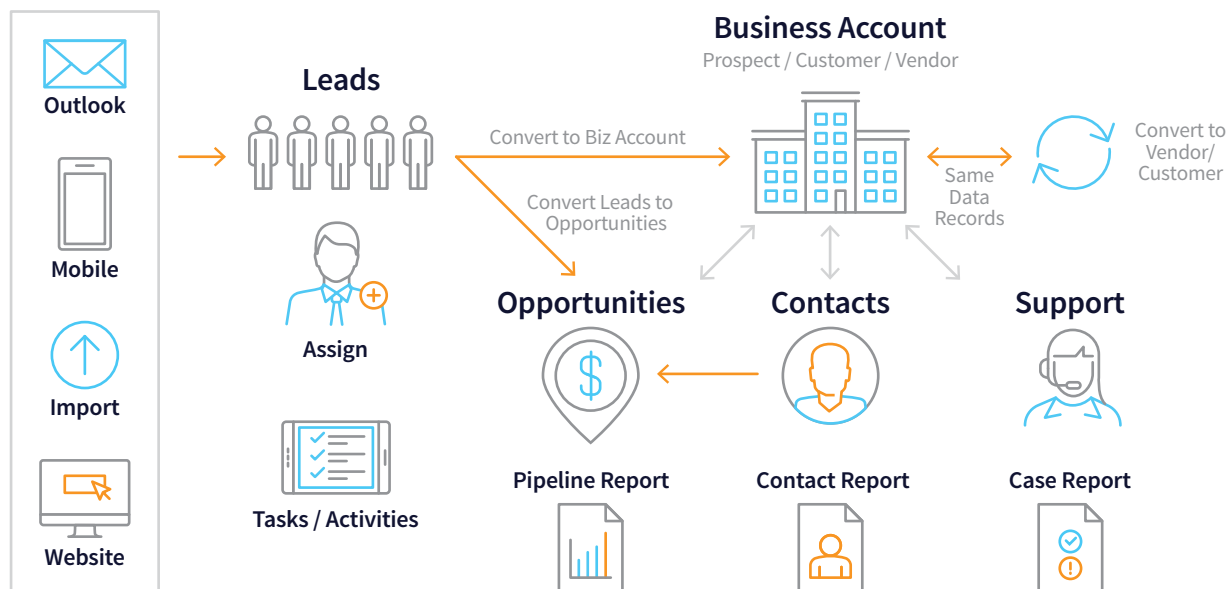 Outlook
Mobile
Import
Website
Leads
Assign
Tasks / Activities
Convert to Biz Account
Convert Leads to
Opportunities
Business Account
Prospect / Customer / Vendor
Same
Data
Records
Convert to
Vendor/
Customer
Opportunities
$
Contacts
Support
Pipeline Report
Contact Report
Case Report